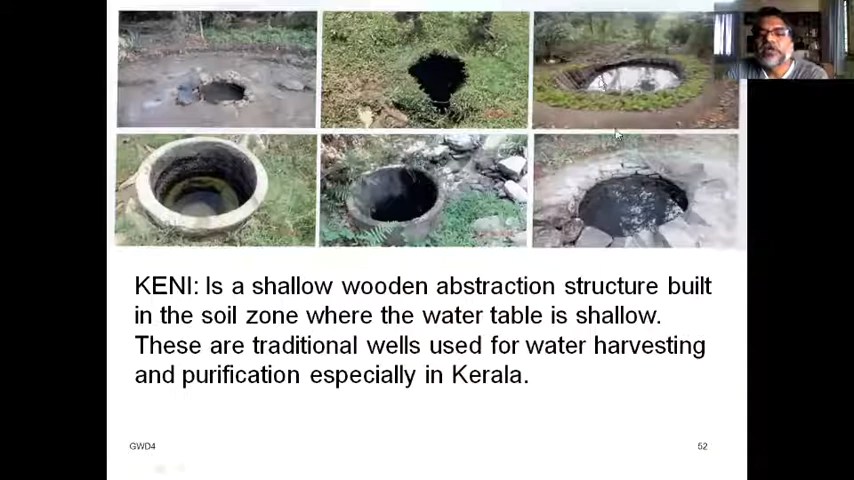 KENI: Is a shallow wooden abstraction structure built
in the soil zone where the water table is shallow.
These are traditional wells used for water harvesting
and purification especially in Kerala.
GWD4
52